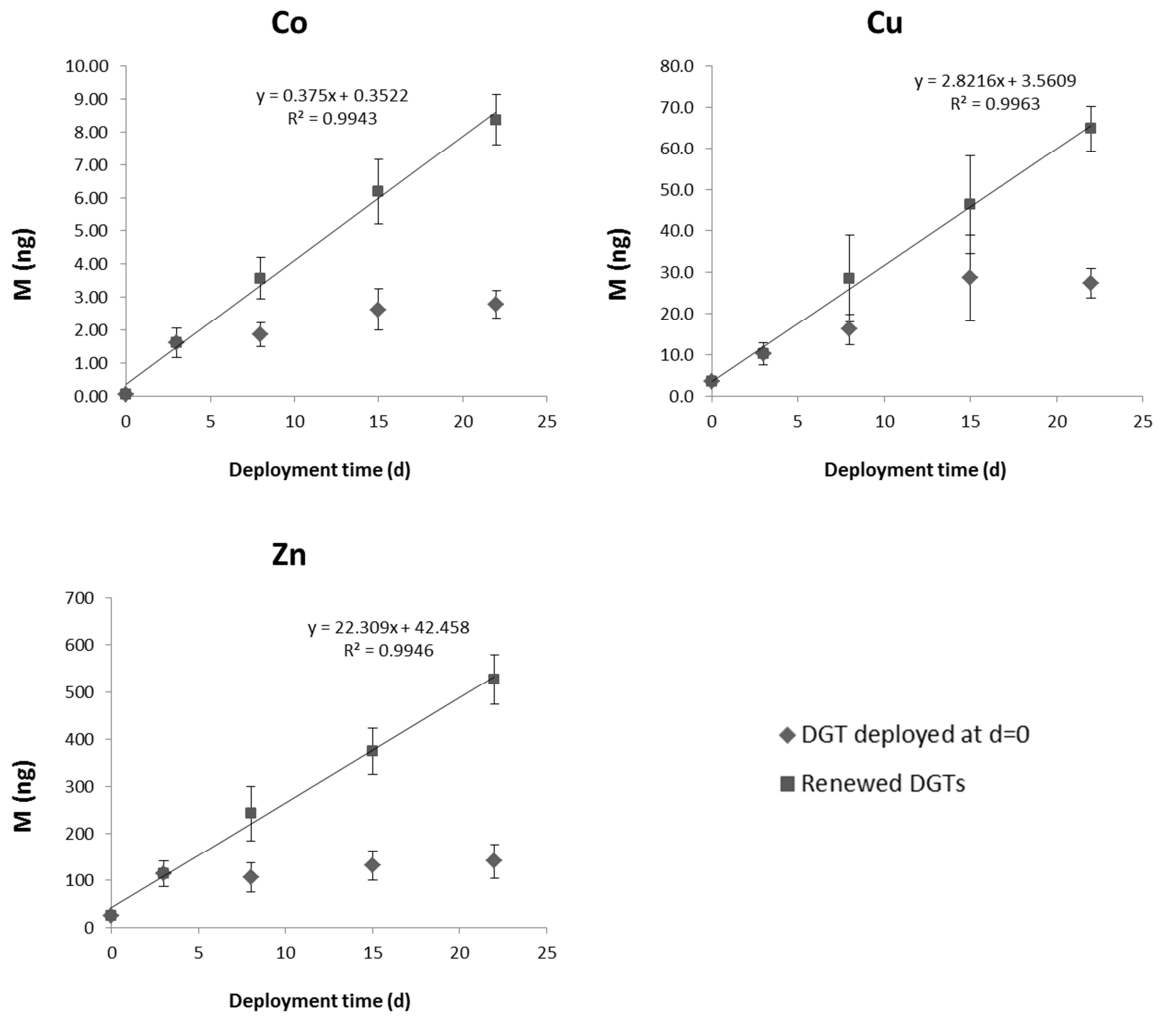 Co
10.00
9.00
8.00
7.00
6.00
5.00
4.00
3.00
2.00
1.00
0.00
M (ng)
y = 0.375x + 0.3522
R² = 0.9943
0 5 10 15 20 25
Deployment time (d)
Cu
80.0
70.0
60.0
50.0
40.0
30.0
20.0
10.0
0.0
M (ng)
y = 2.8216x + 3.5609
R² = 0.9963
0 5 10 15 20 25
Deployment time (d)
Zn
700
600
500
400
300
200
100
0
M (ng)
y = 22.309x + 42.458
R² = 0.9946
0 5 10 15 20 25
Deployment time (d)
DGT deployed at d=0
Renewed DGTs